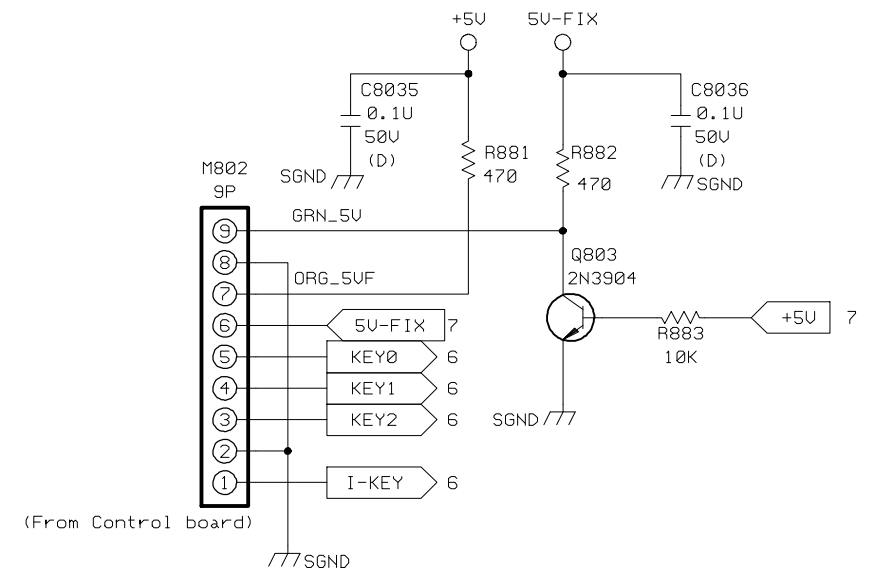 +5V
5V-FIX
C8035
0.1U
50V
(D)
C8036
0.1U
50V
(D)
R881
470
R882
470
SGND
SGND
M802
9P
GRN_5V
9
8
Q803
2N3904
ORG_5VF
7
6
5V-FIX
7
+5V
7
R883
10K
5
KEY0
6
4
KEY1
6
3
KEY2
6
SGND
2
1
I-KEY
6
(From Control board)
SGND